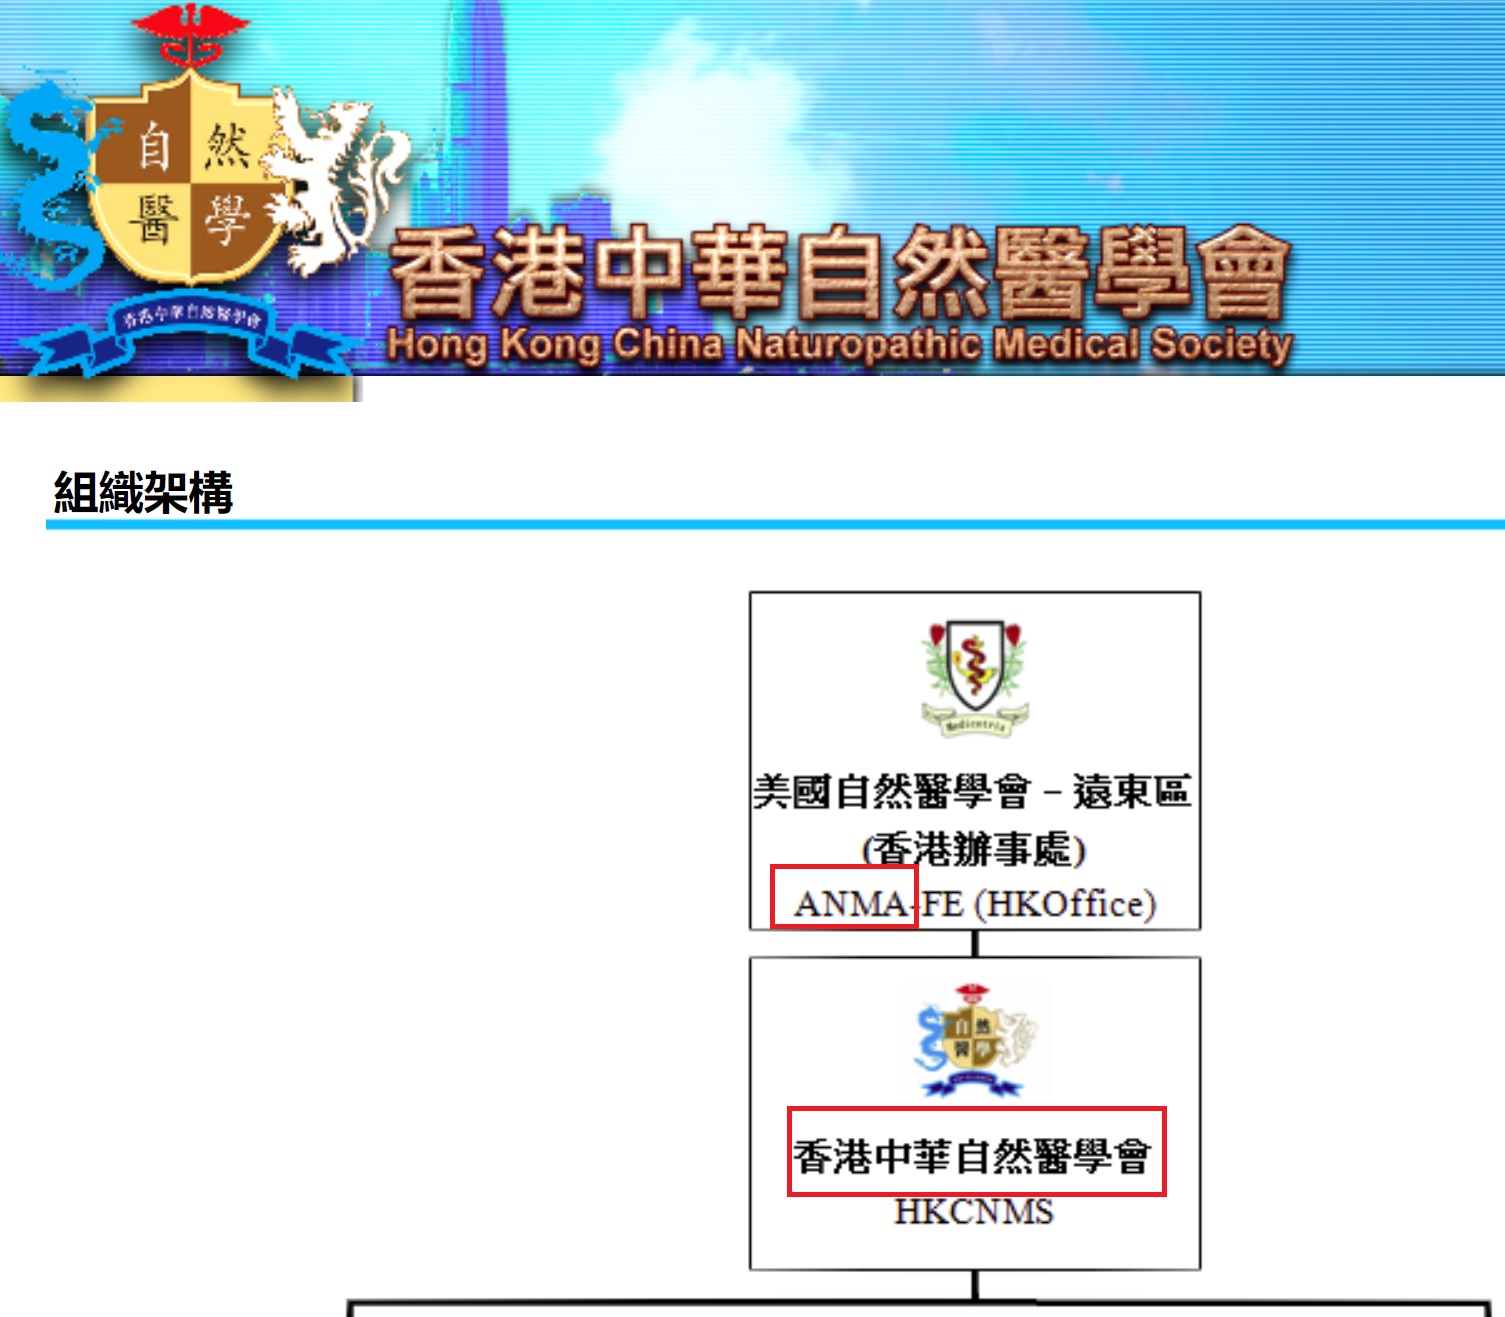 自然
醫學
香港中華自然醫學會
香港中華自然醫學會
Hong Kong China Naturopathic Medical Society
組織架構
Medicatrix
美國自然醫學會－遠東區
(香港辦事處)
ANMA-FE (HKOffice)
自然
醫學
香港中華自然醫學會
HKCNMS